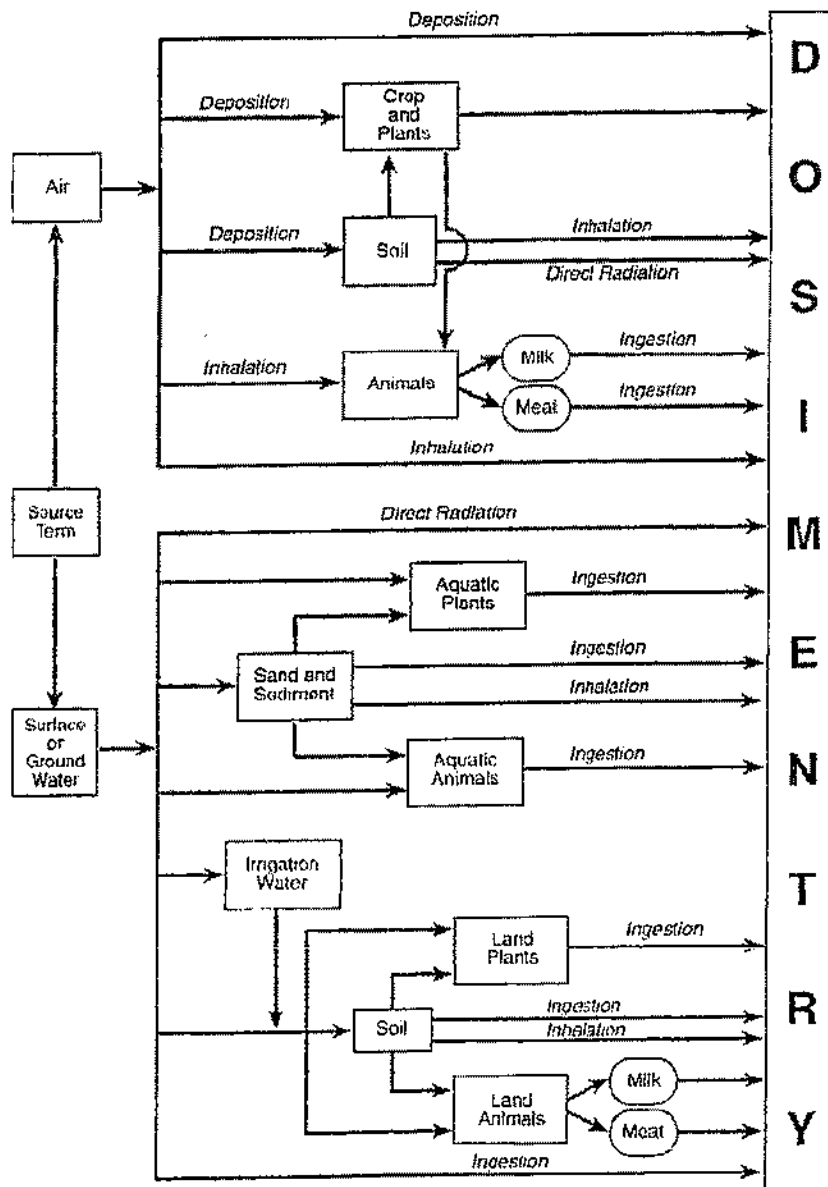 Deposition
Deposition
Crop
and
Plants
Air
Deposition
Soil
Inhalation
Direct Radiation
Inhalation
Animals
Milk
Ingestion
Meat
Ingestion
Inhalation
Source
Term
Direct Radiation
Aquatic
Plants
Ingestion
Sand and
Sediment
Ingestion
Inhalation
Surface
or
Ground
Water
Aquatic
Animals
Ingestion
Irrigation
Water
Land
Plants
Ingestion
Soil
Ingestion
Inhalation
Land
Animals
Milk
Meat
Ingestion
D
O
S
I
M
E
N
T
R
Y